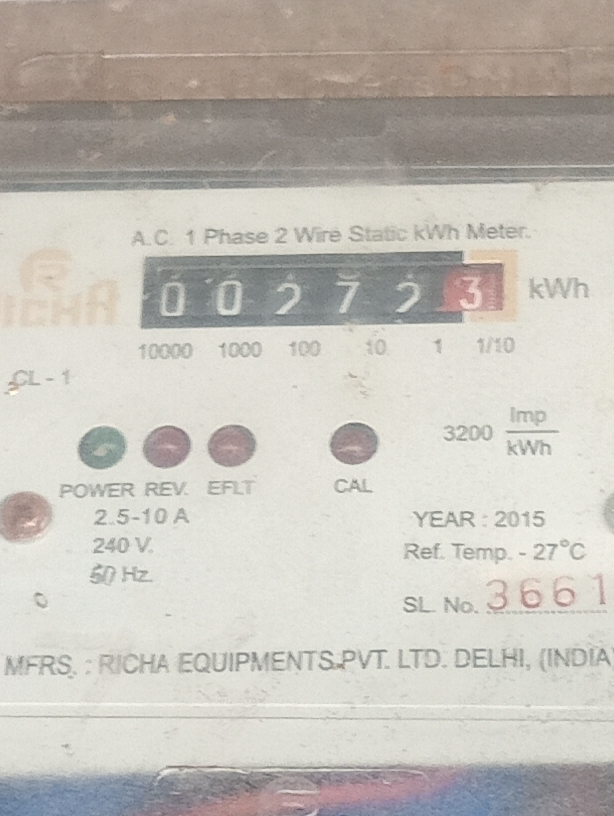 A.C. 1 Phase 2 Wire Static kWh Meter.
RICHA
0 0 2 7 2 3 kWh
10000 1000 100 10 1 1/10
CL - 1
3200 Imp
kWh
POWER REV. EFLT CAL
2.5-10 A
240 V.
50 Hz.
YEAR : 2015
Ref. Temp. - 27°C
SL. No. 3661
MFRS. : RICHA EQUIPMENTS PVT. LTD. DELHI, (INDIA)